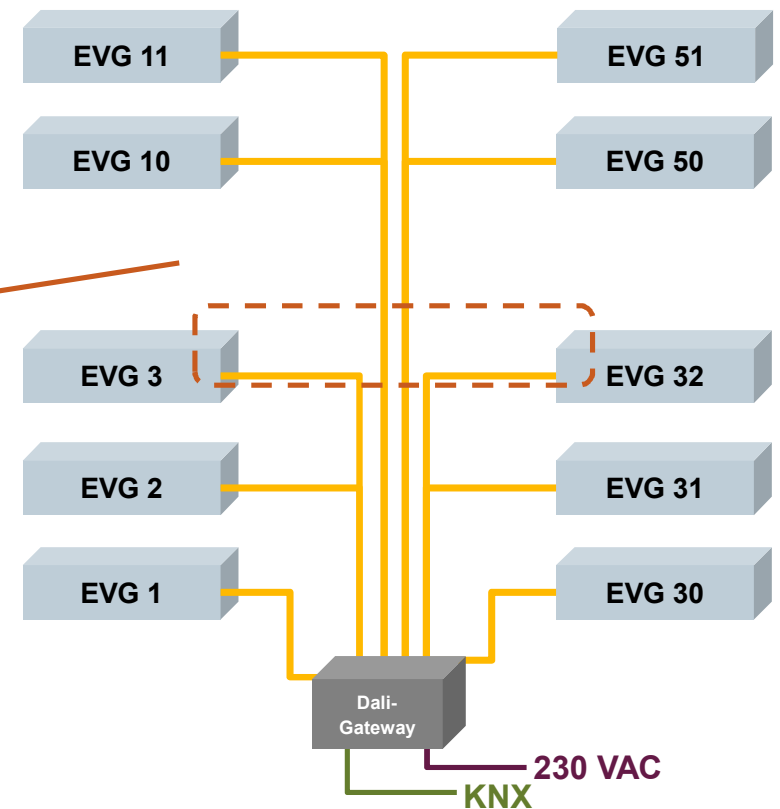 EVG 11
EVG 51
EVG 10
EVG 50
EVG 3
EVG 32
EVG 2
EVG 31
EVG 1
EVG 30
Dali-
Gateway
230 VAC
KNX